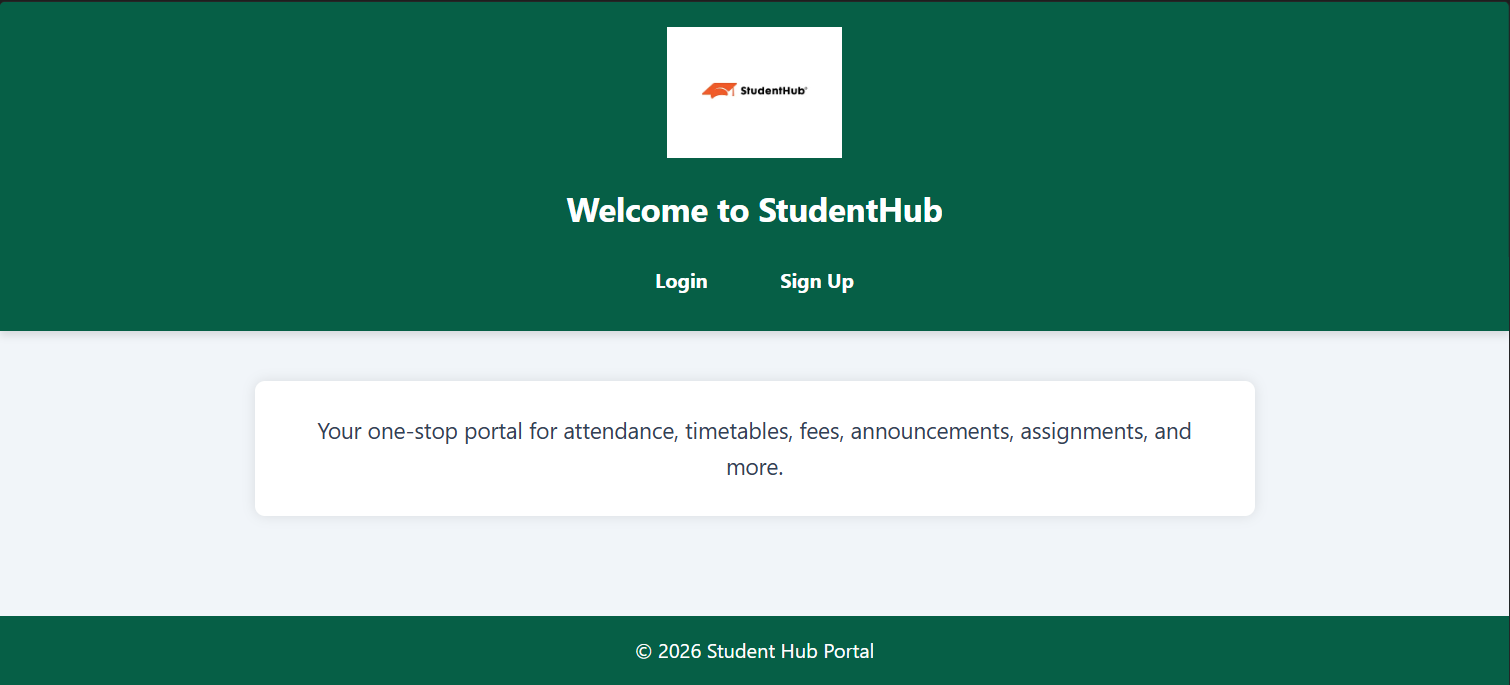 StudentHub®
Welcome to StudentHub
Login Sign Up
Your one-stop portal for attendance, timetables, fees, announcements, assignments, and
more.
© 2026 Student Hub Portal